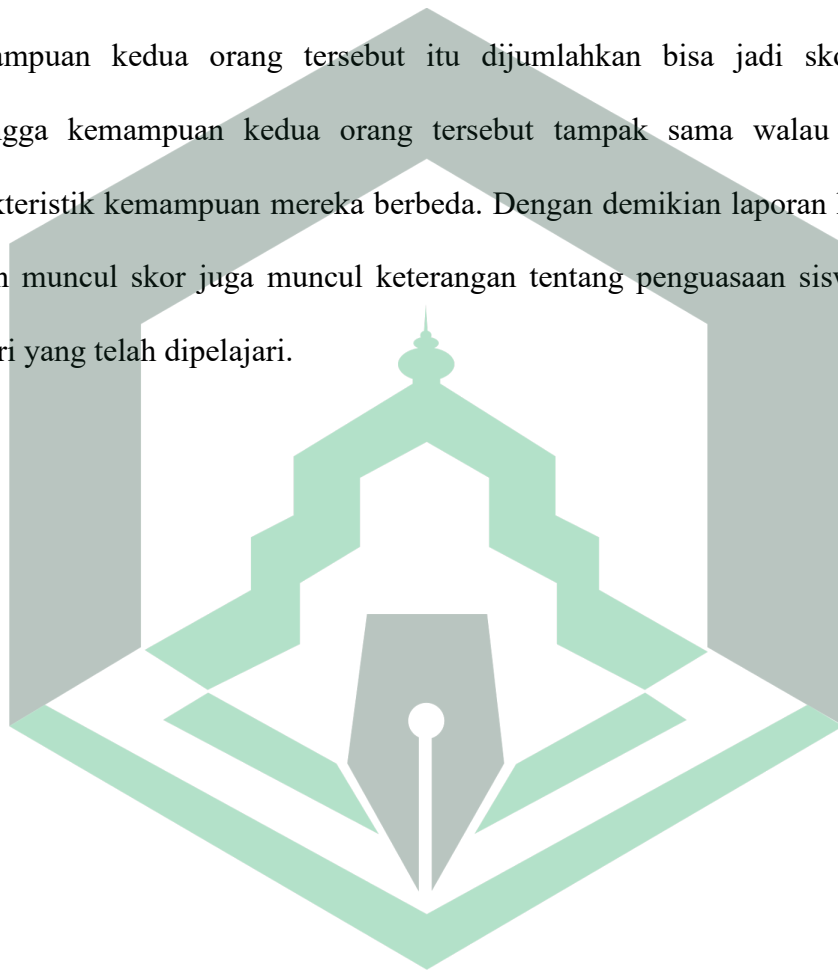 ampuan kedua orang tersebut itu dijumlahkan bisa jadi sko
ngga kemampuan kedua orang tersebut tampak sama walau
kteristik kemampuan mereka berbeda. Dengan demikian laporan
n muncul skor juga muncul keterangan tentang penguasaan sisw
ri yang telah dipelajari.